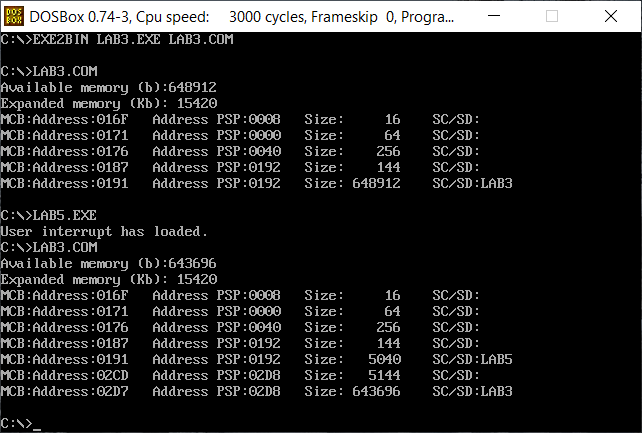 DOS
BOX
DOSBox 0.74-3, Cpu speed:    3000 cycles, Frameskip  0, Progra...
C:\>EXE2BIN LAB3.EXE LAB3.COM
C:\>LAB3.COM
Available memory (b):648912
Expanded memory (Kb): 15420
MCB:Address:016F   Address PSP:0008   Size:     16    SC/SD:
MCB:Address:0171   Address PSP:0000   Size:     64    SC/SD:
MCB:Address:0176   Address PSP:0040   Size:    256    SC/SD:
MCB:Address:0187   Address PSP:0192   Size:    144    SC/SD:
MCB:Address:0191   Address PSP:0192   Size: 648912    SC/SD:LAB3
C:\>LAB5.EXE
User interrupt has loaded.
C:\>LAB3.COM
Available memory (b):643696
Expanded memory (Kb): 15420
MCB:Address:016F   Address PSP:0008   Size:     16    SC/SD:
MCB:Address:0171   Address PSP:0000   Size:     64    SC/SD:
MCB:Address:0176   Address PSP:0040   Size:    256    SC/SD:
MCB:Address:0187   Address PSP:0192   Size:    144    SC/SD:
MCB:Address:0191   Address PSP:0192   Size:   5040    SC/SD:LAB5
MCB:Address:02CD   Address PSP:02D8   Size:   5144    SC/SD:
MCB:Address:02D7   Address PSP:02D8   Size: 643696    SC/SD:LAB3
C:\>_